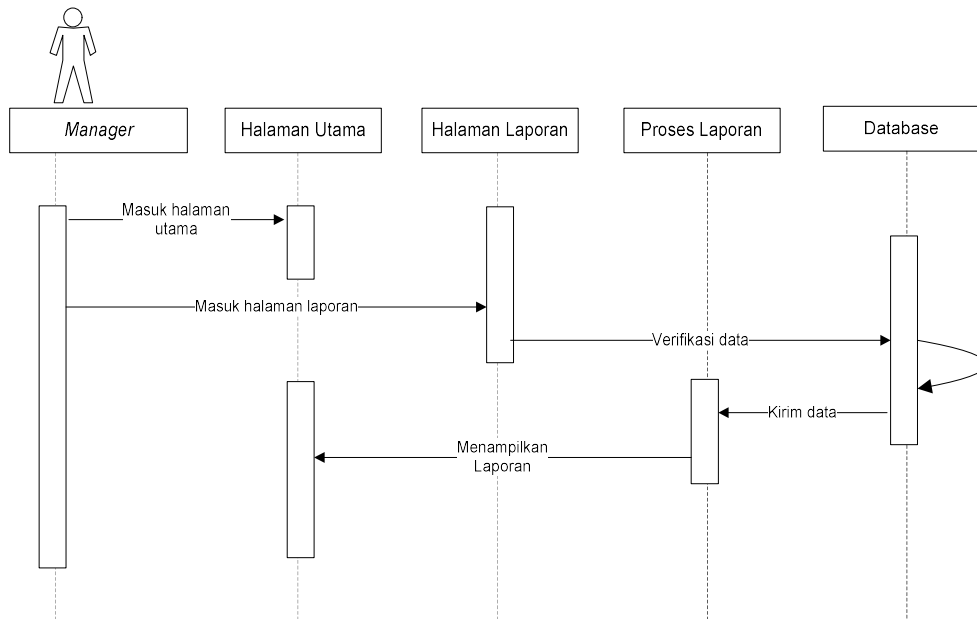 Manager
Halaman Utama
Halaman Laporan
Proses Laporan
Database
Masuk halaman
utama
Masuk halaman laporan
Verifikasi data
Kirim data
Menampilkan
Laporan